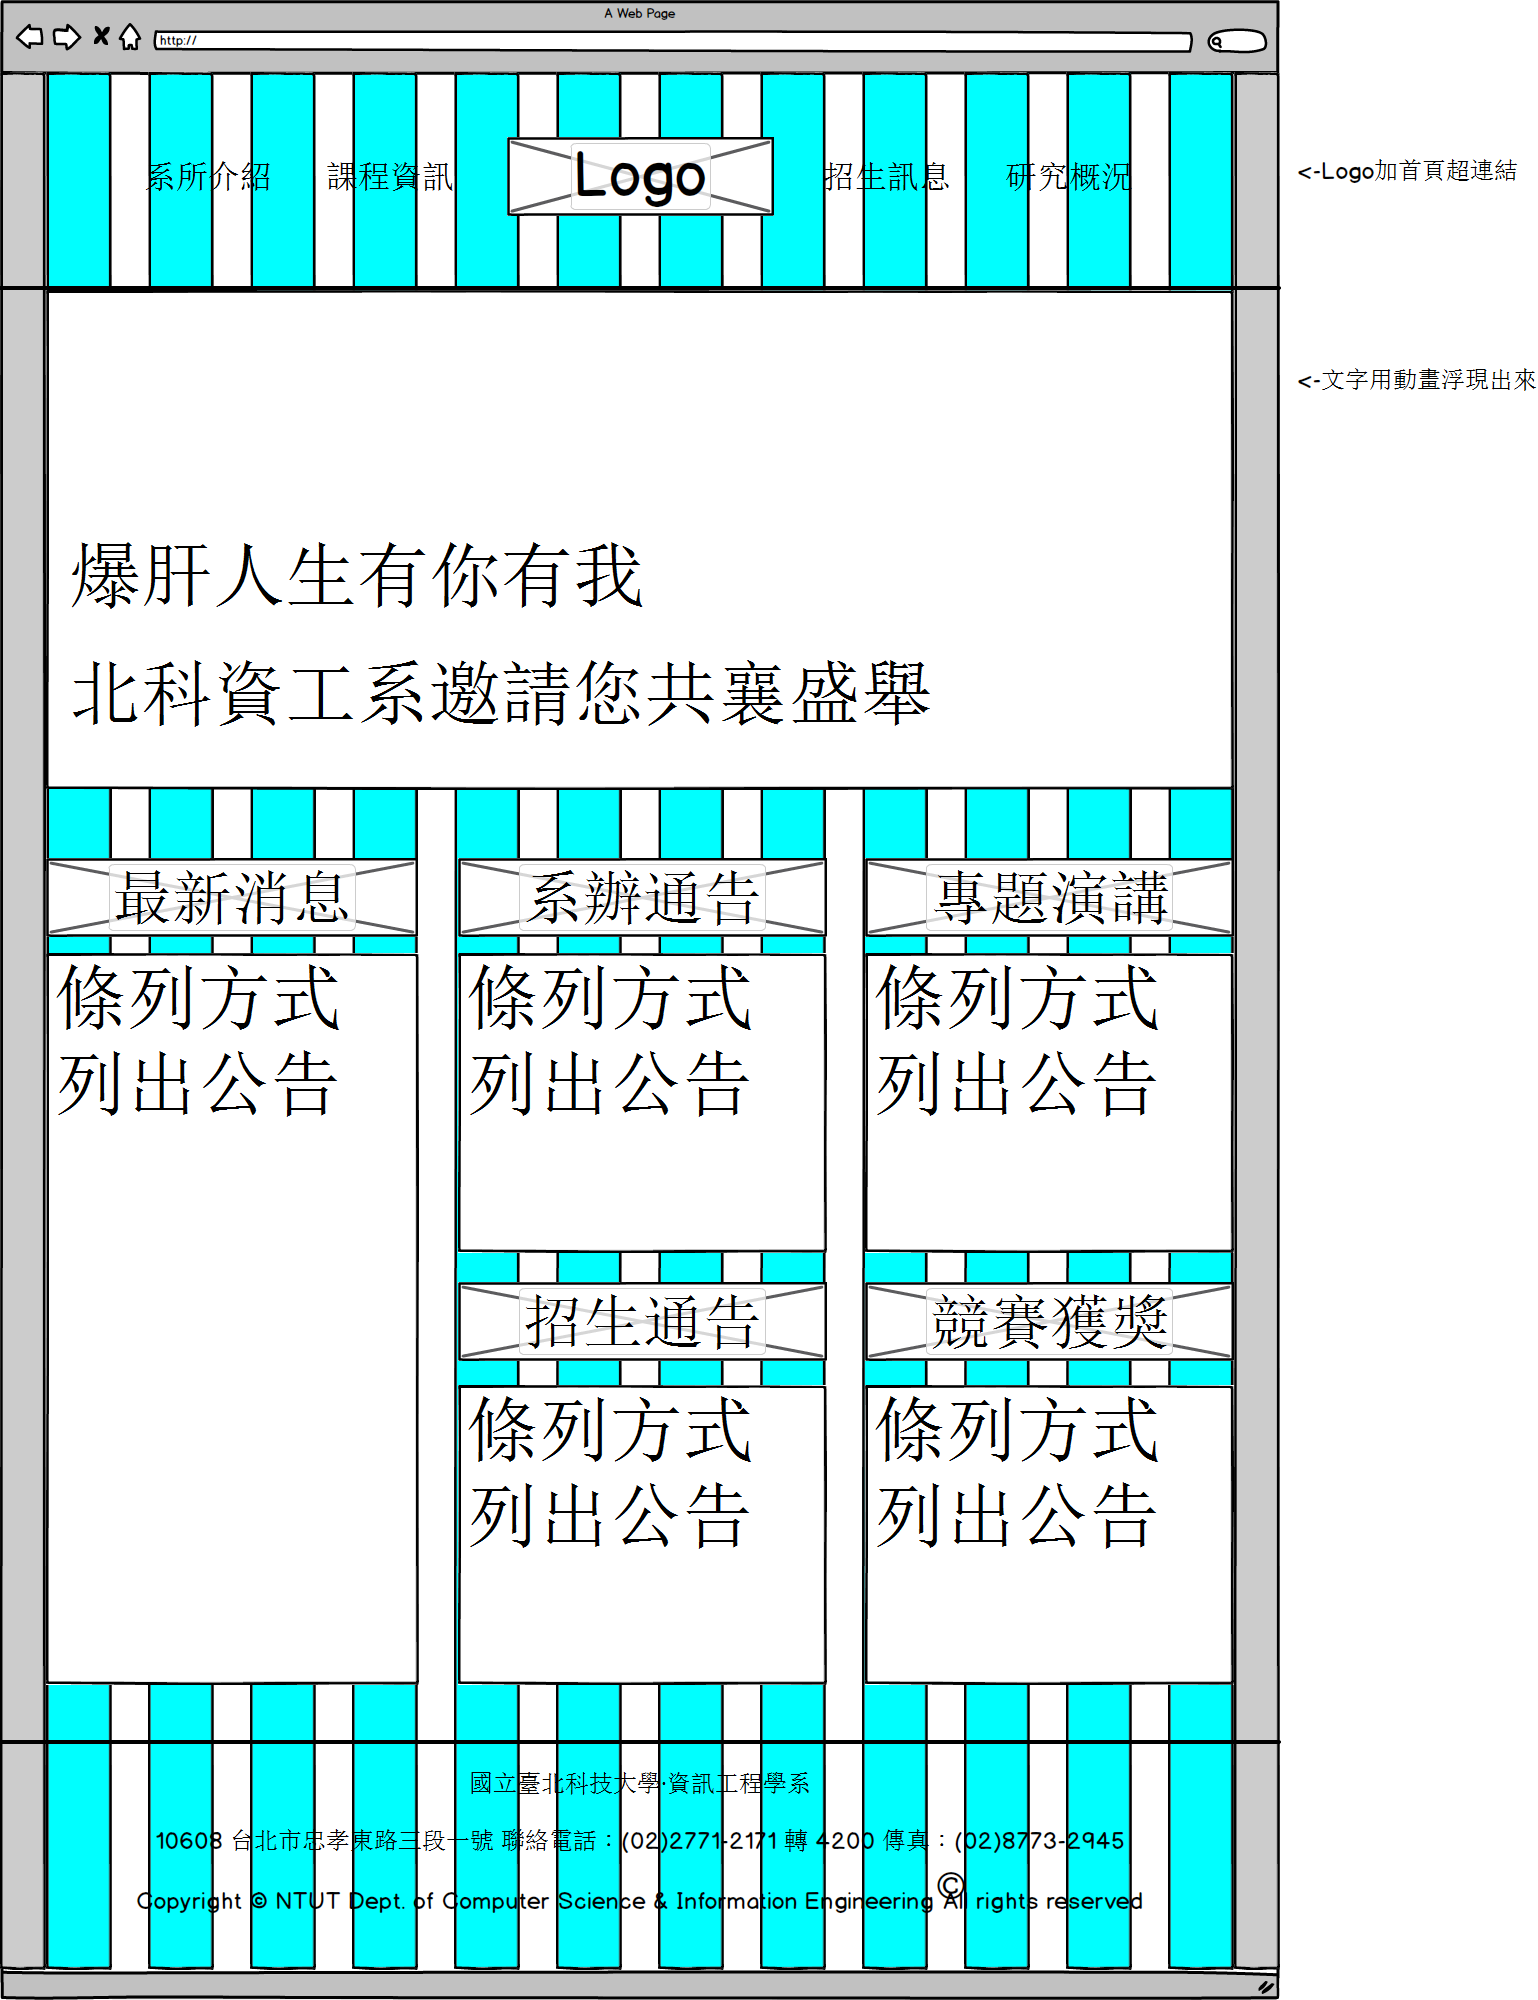 A Web Page
http://
系所介紹 課程資訊 Logo 招生訊息 研究概況
<-Logo加首頁超連結
<-文字用動畫浮現出來
爆肝人生有你有我
北科資工系邀請您共襄盛舉
最新消息 系辦通告 專題演講
條列方式 條列方式 條列方式
列出公告 列出公告 列出公告
招生通告 競賽獲獎
條列方式 條列方式
列出公告 列出公告
國立臺北科技大學·資訊工程學系
10608 台北市忠孝東路三段一號 聯絡電話：(02)2771-2171 轉 4200 傳真：(02)8773-2945
©
Copyright © NTUT Dept. of Computer Science & Information Engineering All rights reserved